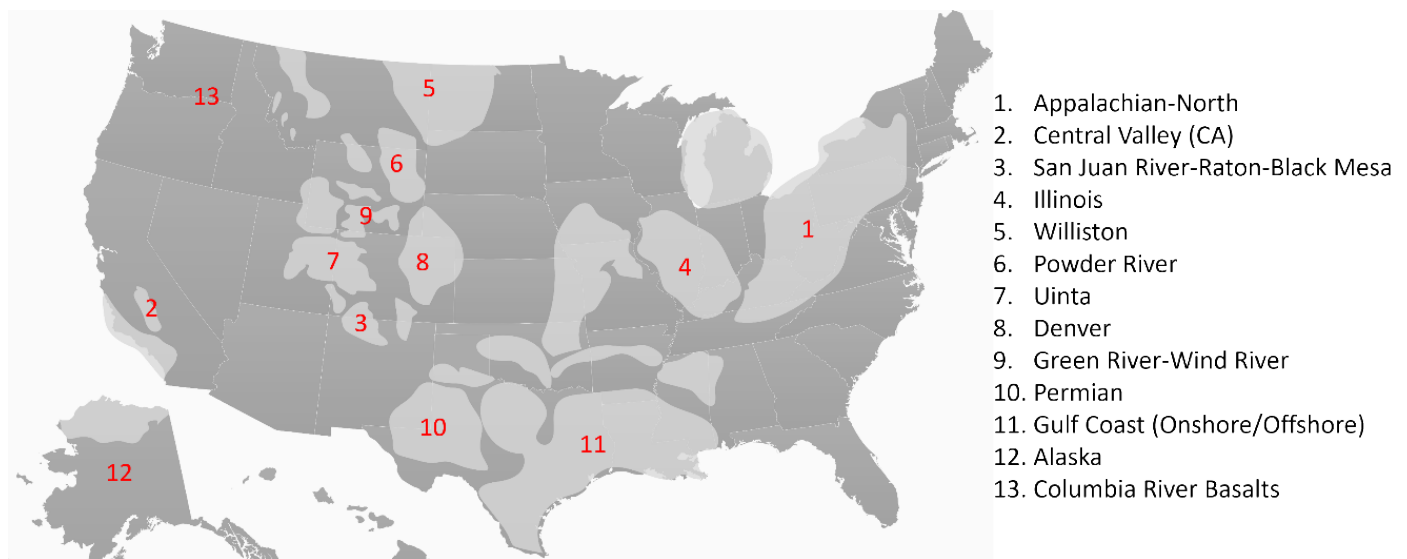 13
5
6
9
1
7
8
4
2
3
10
11
12
1. Appalachian-North
2. Central Valley (CA)
3. San Juan River-Raton-Black Mesa
4. Illinois
5. Williston
6. Powder River
7. Uinta
8. Denver
9. Green River-Wind River
10. Permian
11. Gulf Coast (Onshore/Offshore)
12. Alaska
13. Columbia River Basalts